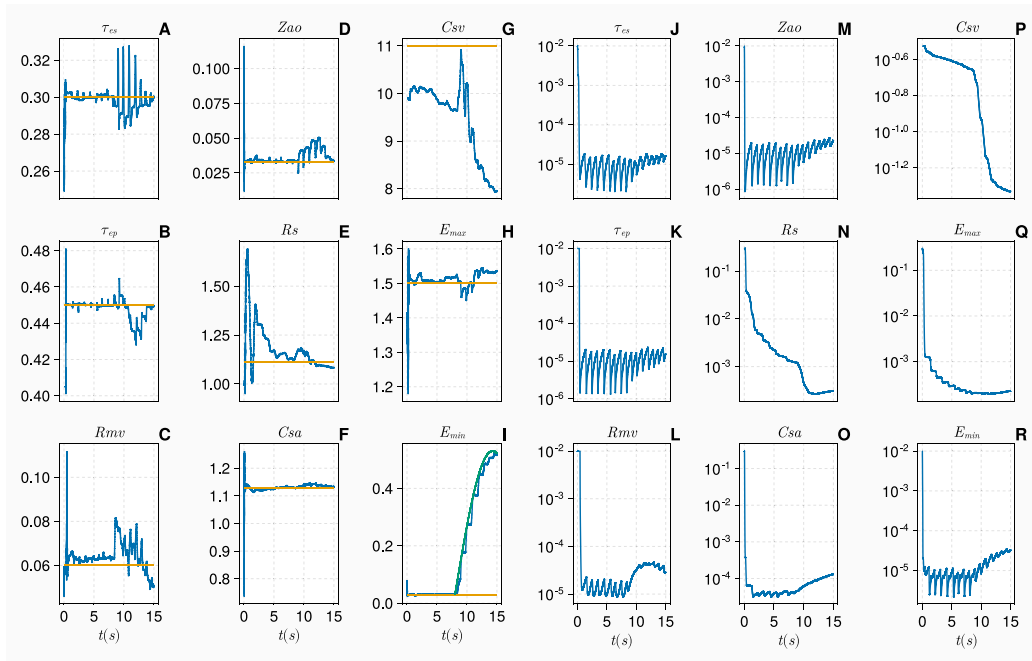 τes A Zao D Csv G τes J Zao M Csv P
0.32 0.30 0.28 0.26
0.100 0.075 0.050 0.025
11 10 9 8
10−2 10−3 10−4 10−5
10−2 10−3 10−4 10−5 10−6
10−0.6 10−0.8 10−1.0 10−1.2
τep B Rs E Emax H τep K Rs N Emax Q
0.48 0.46 0.44 0.42 0.40
1.50 1.25 1.00
1.6 1.5 1.4 1.3 1.2
10−2 10−3 10−4 10−5 10−6
10−1 10−2 10−3
10−1 10−2 10−3
Rmv C Csa F Emin I Rmv L Csa O Emin R
0.10 0.08 0.06
1.2 1.1 1.0 0.9 0.8
0.4 0.2 0.0
10−2 10−3 10−4 10−5
10−1 10−2 10−3 10−4
10−2 10−3 10−4 10−5
0 5 10 15 0 5 10 15 0 5 10 15 0 5 10 15 0 5 10 15 0 5 10 15
t(s) t(s) t(s) t(s) t(s) t(s)